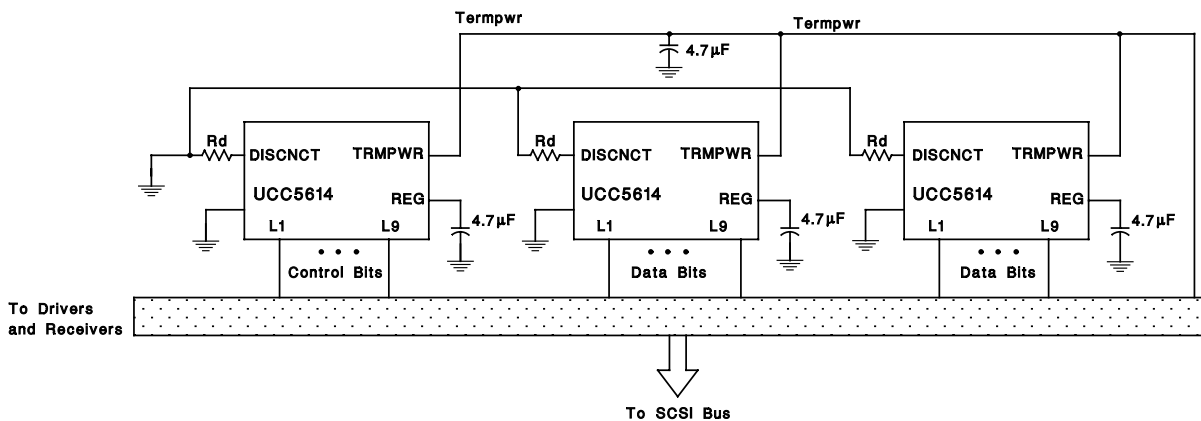 Termpwr
Termpwr
4.7µF
Rd
DISCNCT
TRMPWR
UCC5614
REG
L1
L9
4.7µF
• • •
Control Bits
Rd
DISCNCT
TRMPWR
UCC5614
REG
L1
L9
4.7µF
• • •
Data Bits
Rd
DISCNCT
TRMPWR
UCC5614
REG
L1
L9
4.7µF
• • •
Data Bits
To Drivers
and Receivers
To SCSI Bus